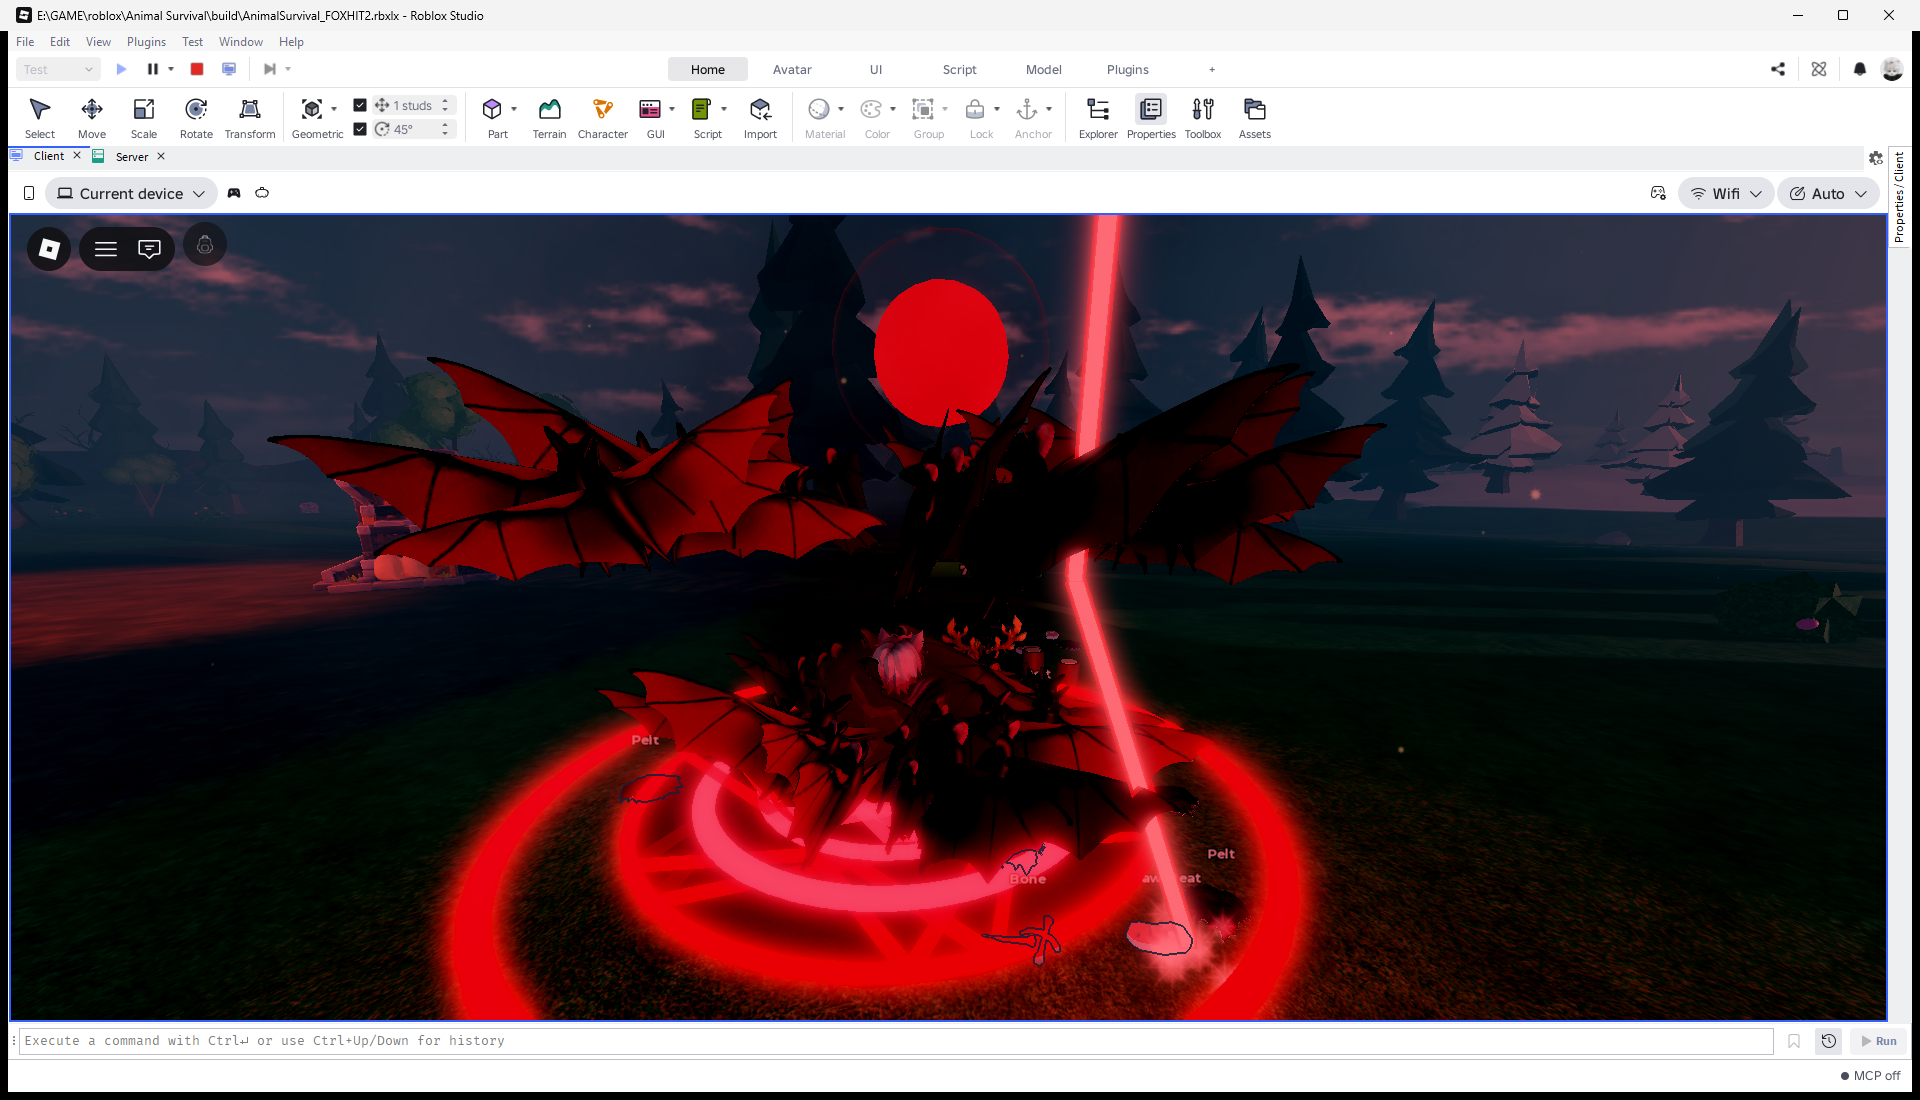 E:\GAME\roblox\Animal Survival\build\AnimalSurvival_FOXHIT2.rbxlx - Roblox Studio
File Edit View Plugins Test Window Help
Test
Home Avatar UI Script Model Plugins +
Select Move Scale Rotate Transform Geometric 1 studs 45° Part Terrain Character GUI Script Import Material Color Group Lock Anchor Explorer Properties Toolbox Assets
Client Server
Properties / Client
Current device Wifi Auto
Pelt
Pelt
Bone
aw eat
Execute a command with Ctrl↵ or use Ctrl+Up/Down for history
Run
MCP off